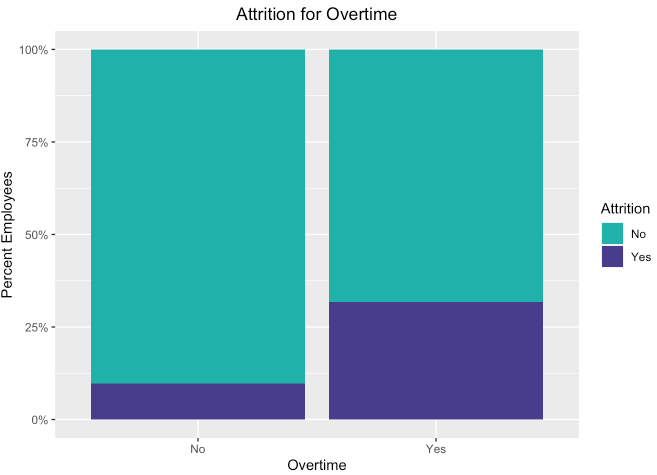 Attrition for Overtime
100%
75%
50%
25%
0%
Percent Employees
No
Yes
Overtime
Attrition
No
Yes